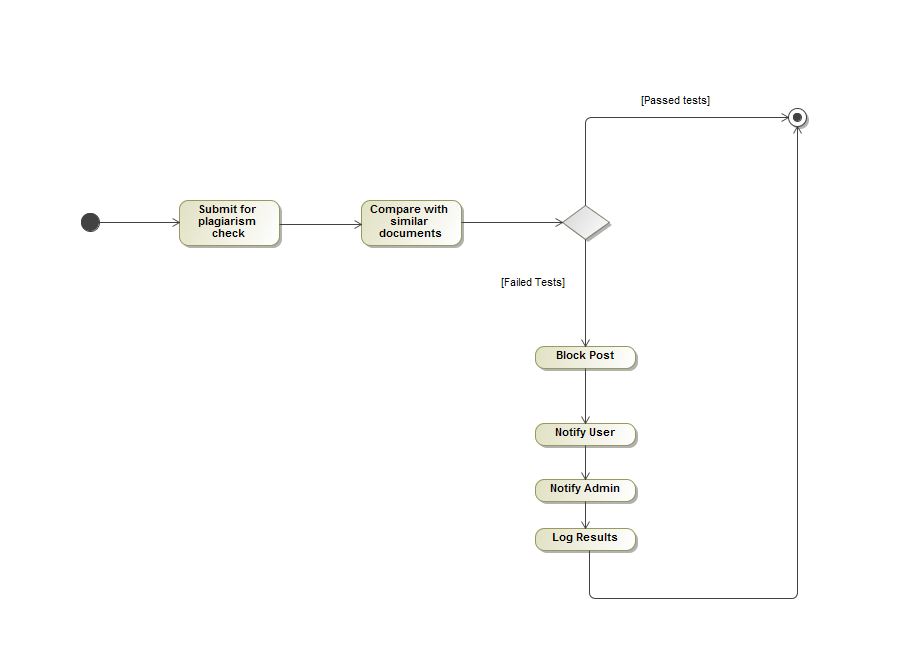 [Passed tests]
Submit for
plagiarism
check
Compare with
similar
documents
[Failed Tests]
Block Post
Notify User
Notify Admin
Log Results